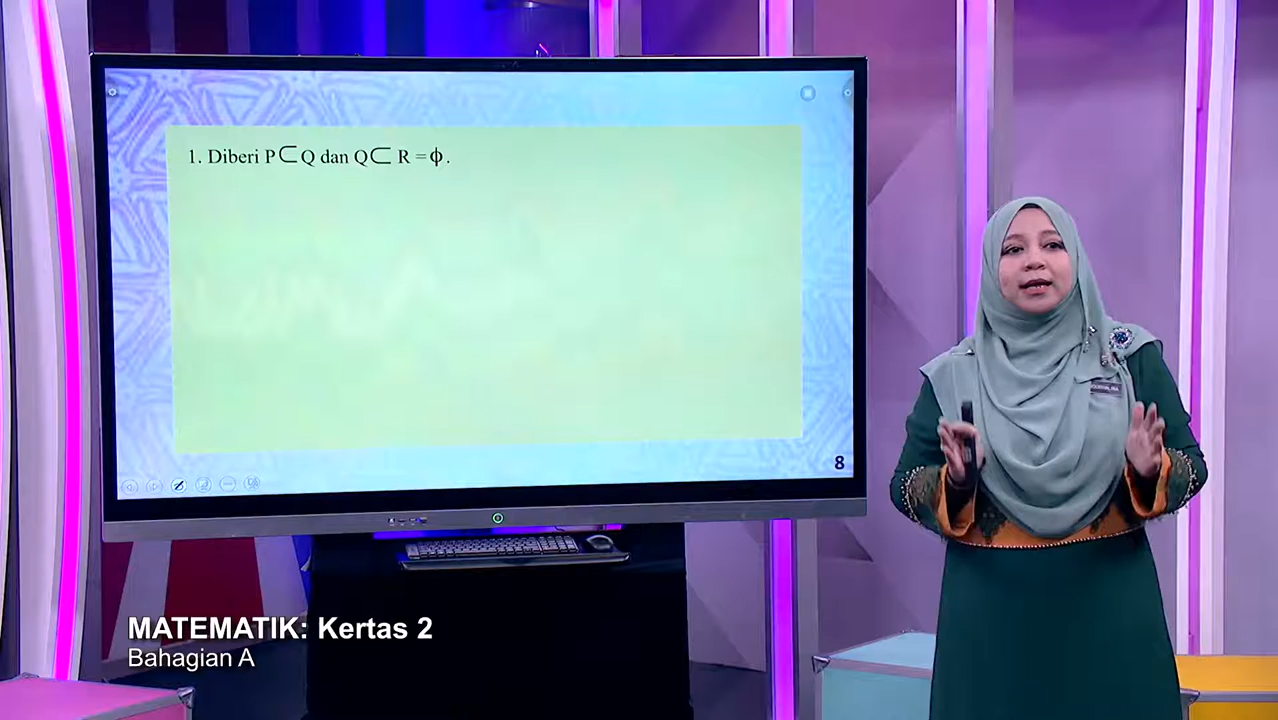 1. Diberi P⊂Q dan Q⊂ R = ϕ.
8
MATEMATIK: Kertas 2
Bahagian A